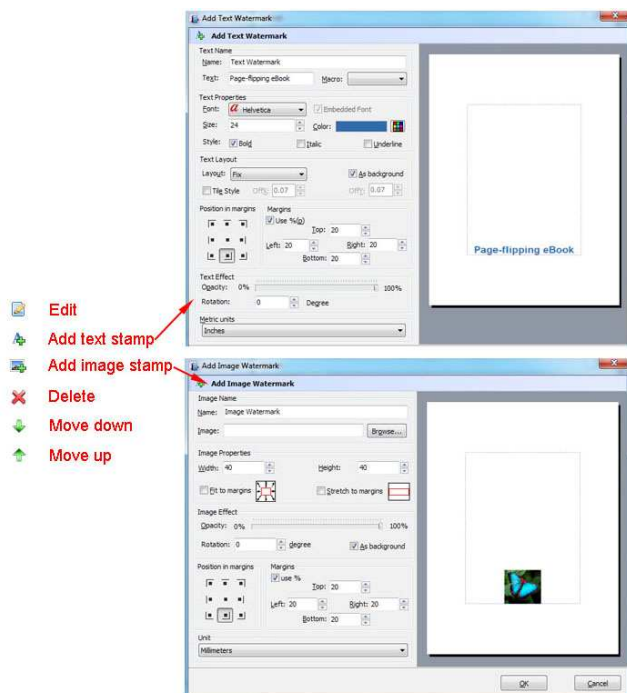 Add Text Watermark
Add Text Watermark
Text Name
Name: Text Watermark
Text: Page-flipping eBook Macro:
Text Properties
Font: a Helvetica Embedded Font
Size: 24 Color:
Style: Bold Italic Underline
Text Layout
Layout: Fix As background
Tile Style OffX: 0.07 OffY: 0.07
Position in margins Margins
Use %(p)
Top: 20
Left: 20 Right: 20
Bottom: 20
Page-flipping eBook
Text Effect
Opacity: 0% 100%
Rotation: 0 Degree
Metric units
Inches
Edit
Add text stamp
Add image stamp
Delete
Move down
Move up
Add Image Watermark
Add Image Watermark
Image Name
Name: Image Watermark
Image: Browse...
Image Properties
Width: 40 Height: 40
Fit to margins Stretch to margins
Image Effect
Opacity: 0% 100%
Rotation: 0 degree As background
Position in margins Margins
use %
Top: 20
Left: 20 Right: 20
Bottom: 20
Unit
Millimeters
OK Cancel